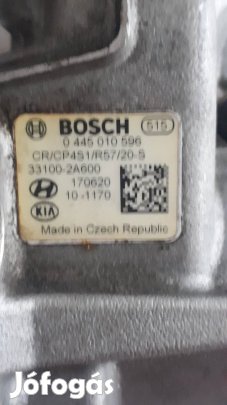 BOSCH 615
0 445 010 596
CR/CP4S1/R57/20-S
33100-2A600
170620
10-1170
KIA
Made in Czech Republic
Jófogás